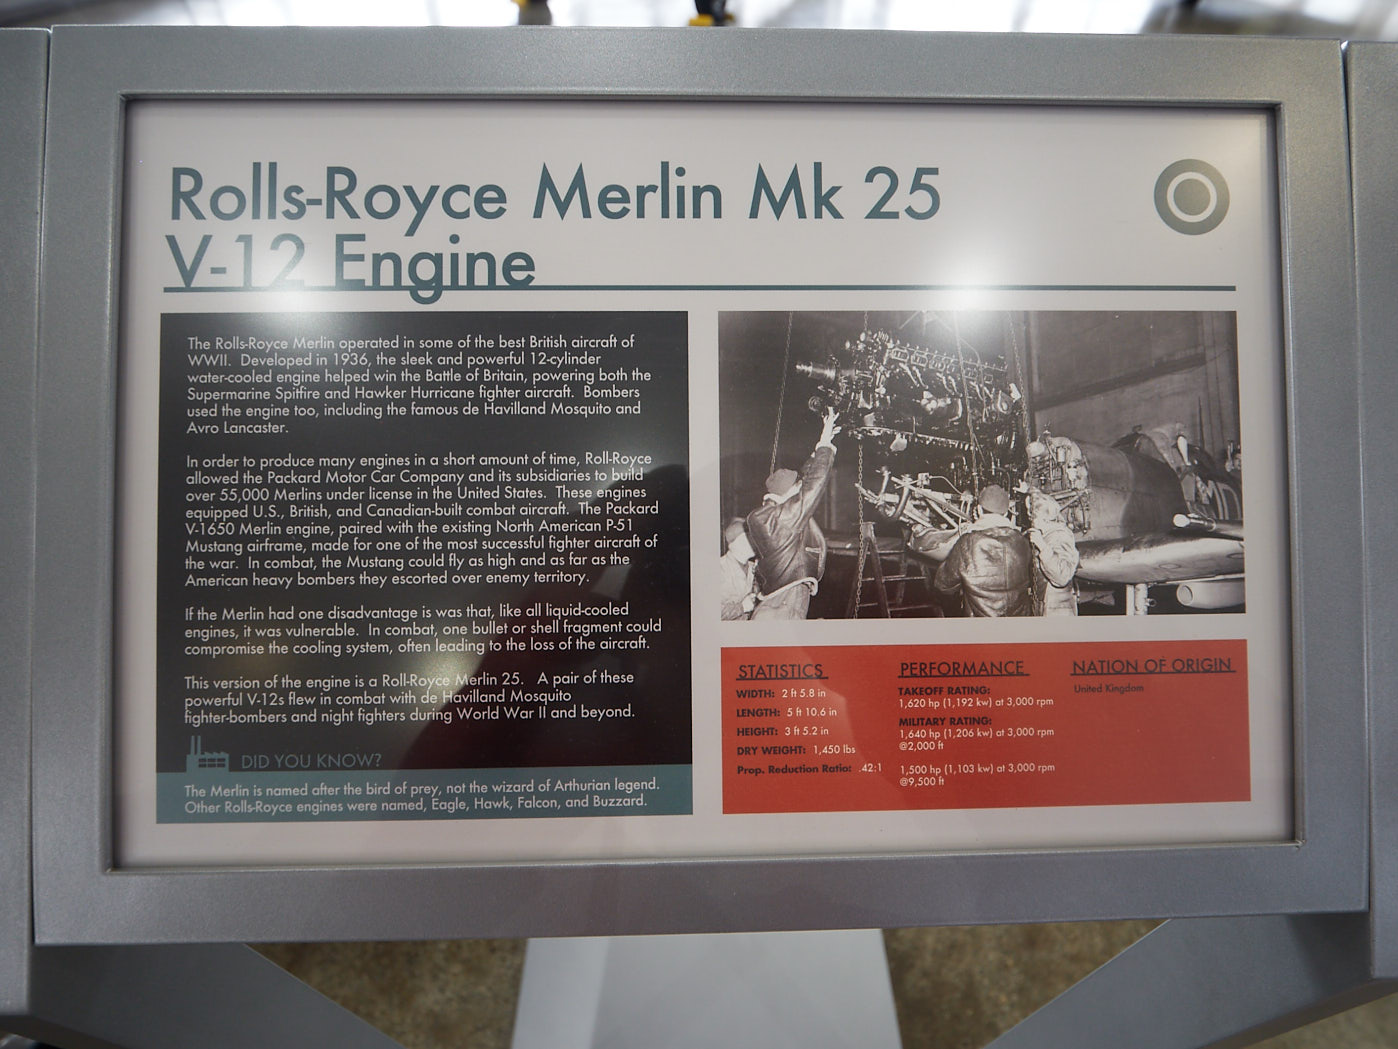 Rolls-Royce Merlin Mk 25
V-12 Engine
The Rolls-Royce Merlin operated in some of the best British aircraft of
WWII. Developed in 1936, the sleek and powerful 12-cylinder
water-cooled engine helped win the Battle of Britain, powering both the
Supermarine Spitfire and Hawker Hurricane fighter aircraft. Bombers
used the engine too, including the famous de Havilland Mosquito and
Avro Lancaster.
In order to produce many engines in a short amount of time, Roll-Royce
allowed the Packard Motor Car Company and its subsidiaries to build
over 55,000 Merlins under license in the United States. These engines
equipped U.S., British, and Canadian-built combat aircraft. The Packard
V-1650 Merlin engine, paired with the existing North American P-51
Mustang airframe, made for one of the most successful fighter aircraft of
the war. In combat, the Mustang could fly as high and as far as the
American heavy bombers they escorted over enemy territory.
If the Merlin had one disadvantage is was that, like all liquid-cooled
engines, it was vulnerable. In combat, one bullet or shell fragment could
compromise the cooling system, often leading to the loss of the aircraft.
This version of the engine is a Roll-Royce Merlin 25. A pair of these
powerful V-12s flew in combat with de Havilland Mosquito
fighter-bombers and night fighters during World War II and beyond.
DID YOU KNOW?
The Merlin is named after the bird of prey, not the wizard of Arthurian legend.
Other Rolls-Royce engines were named, Eagle, Hawk, Falcon, and Buzzard.
STATISTICS
WIDTH: 2 ft 5.8 in
LENGTH: 5 ft 10.6 in
HEIGHT: 3 ft 5.2 in
DRY WEIGHT: 1,450 lbs
Prop. Reduction Ratio: .42:1
PERFORMANCE
TAKEOFF RATING:
1,620 hp (1,192 kw) at 3,000 rpm
MILITARY RATING:
1,640 hp (1,206 kw) at 3,000 rpm
@2,000 ft
1,500 hp (1,103 kw) at 3,000 rpm
@9,500 ft
NATION OF ORIGIN
United Kingdom